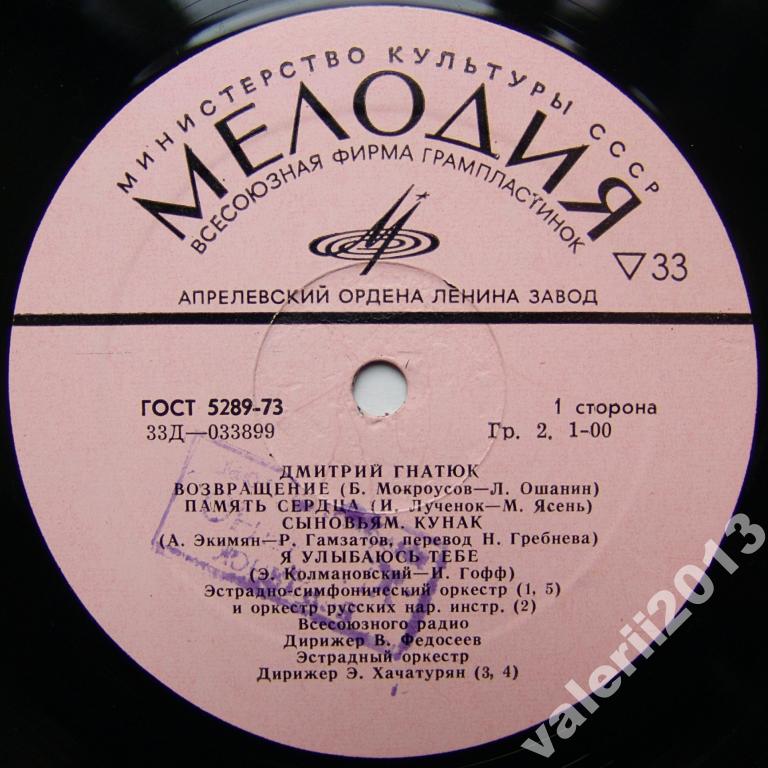 МИНИСТЕРСТВО КУЛЬТУРЫ СССР
МЕЛОДИЯ
ВСЕСОЮЗНАЯ ФИРМА ГРАМПЛАСТИНОК
▽33
АПРЕЛЕВСКИЙ ОРДЕНА ЛЕНИНА ЗАВОД
ГОСТ 5289-73
1 сторона
33Д—033899
Гр. 2. 1-00
ДМИТРИЙ ГНАТЮК
ВОЗВРАЩЕНИЕ (Б. Мокроусов—Л. Ошанин)
ПАМЯТЬ СЕРДЦА (И. Лученок—М. Ясень)
СЫНОВЬЯМ. КУНАК
(А. Экимян—Р. Гамзатов, перевод Н. Гребнева)
Я УЛЫБАЮСЬ ТЕБЕ
(Э. Колмановский—И. Гофф)
Эстрадно-симфонический оркестр (1, 5)
и оркестр русских нар. инстр. (2)
Всесоюзного радио
Дирижер В. Федосеев
Эстрадный оркестр
Дирижер Э. Хачатурян (3, 4)
valerii2013